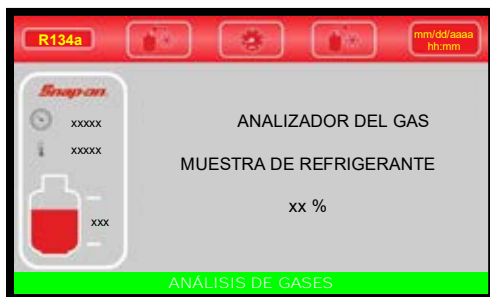 R134a
mm/dd/aaaa
hh:mm
Snap-on
xxxxx
xxxxx
xxx
ANALIZADOR DEL GAS
MUESTRA DE REFRIGERANTE
xx %
ANÁLISIS DE GASES